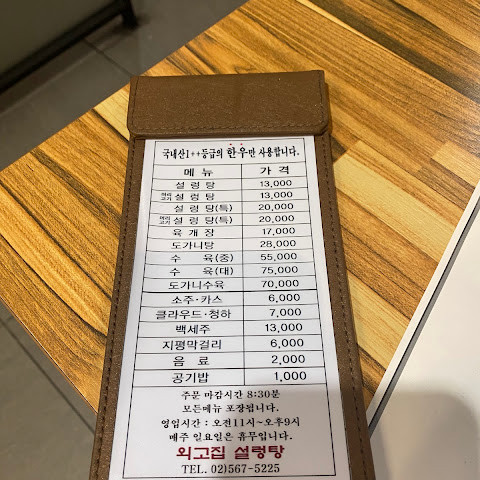 국내산1++등급의 한우만 사용합니다.
메 뉴 가 격
설 렁 탕 13,000
머리고기 설 렁 탕 13,000
설 렁 탕(특) 20,000
머리고기 설 렁 탕(특) 20,000
육 개 장 17,000
도가니탕 28,000
수 육(중) 55,000
수 육(대) 75,000
도가니수육 70,000
소주·카스 6,000
클라우드·청하 7,000
백세주 13,000
지평막걸리 6,000
음 료 2,000
공기밥 1,000
주문 마감시간 8:30분
모든메뉴 포장됩니다.
영업시간 : 오전11시~오후9시
매주 일요일은 휴무입니다.
외고집 설렁탕
TEL. 02)567-5225